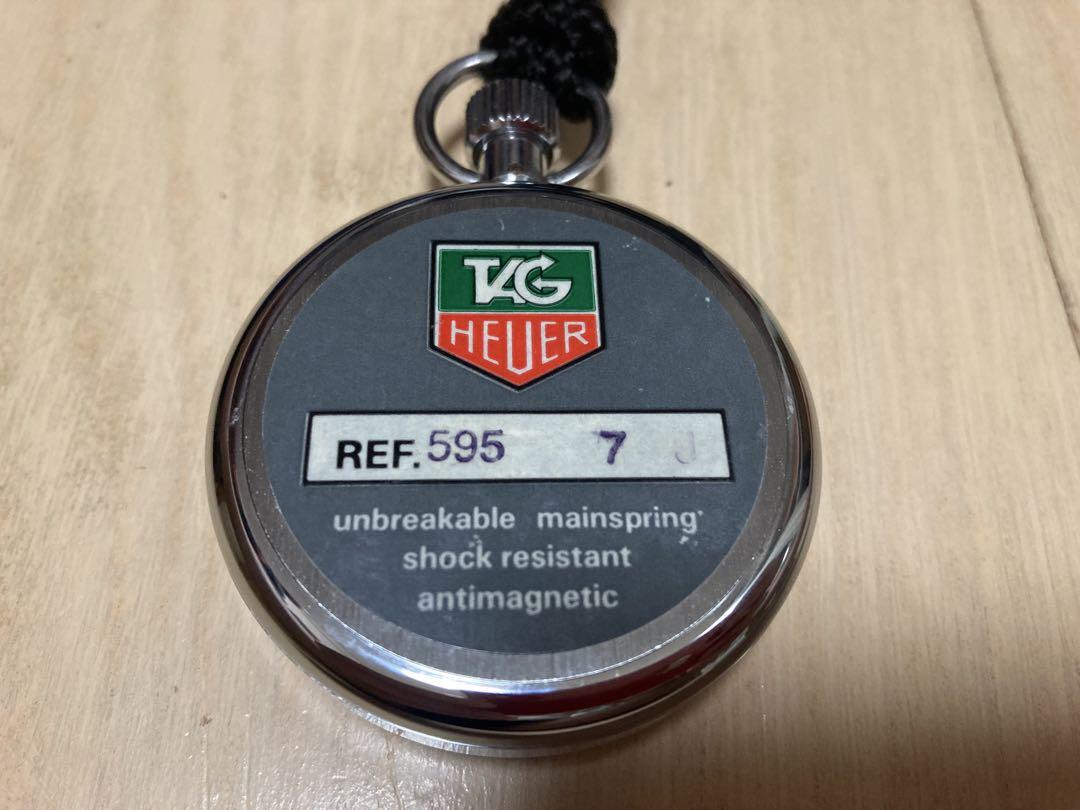 TAG
HEUER
REF. 595 7 J
unbreakable mainspring
shock resistant
antimagnetic